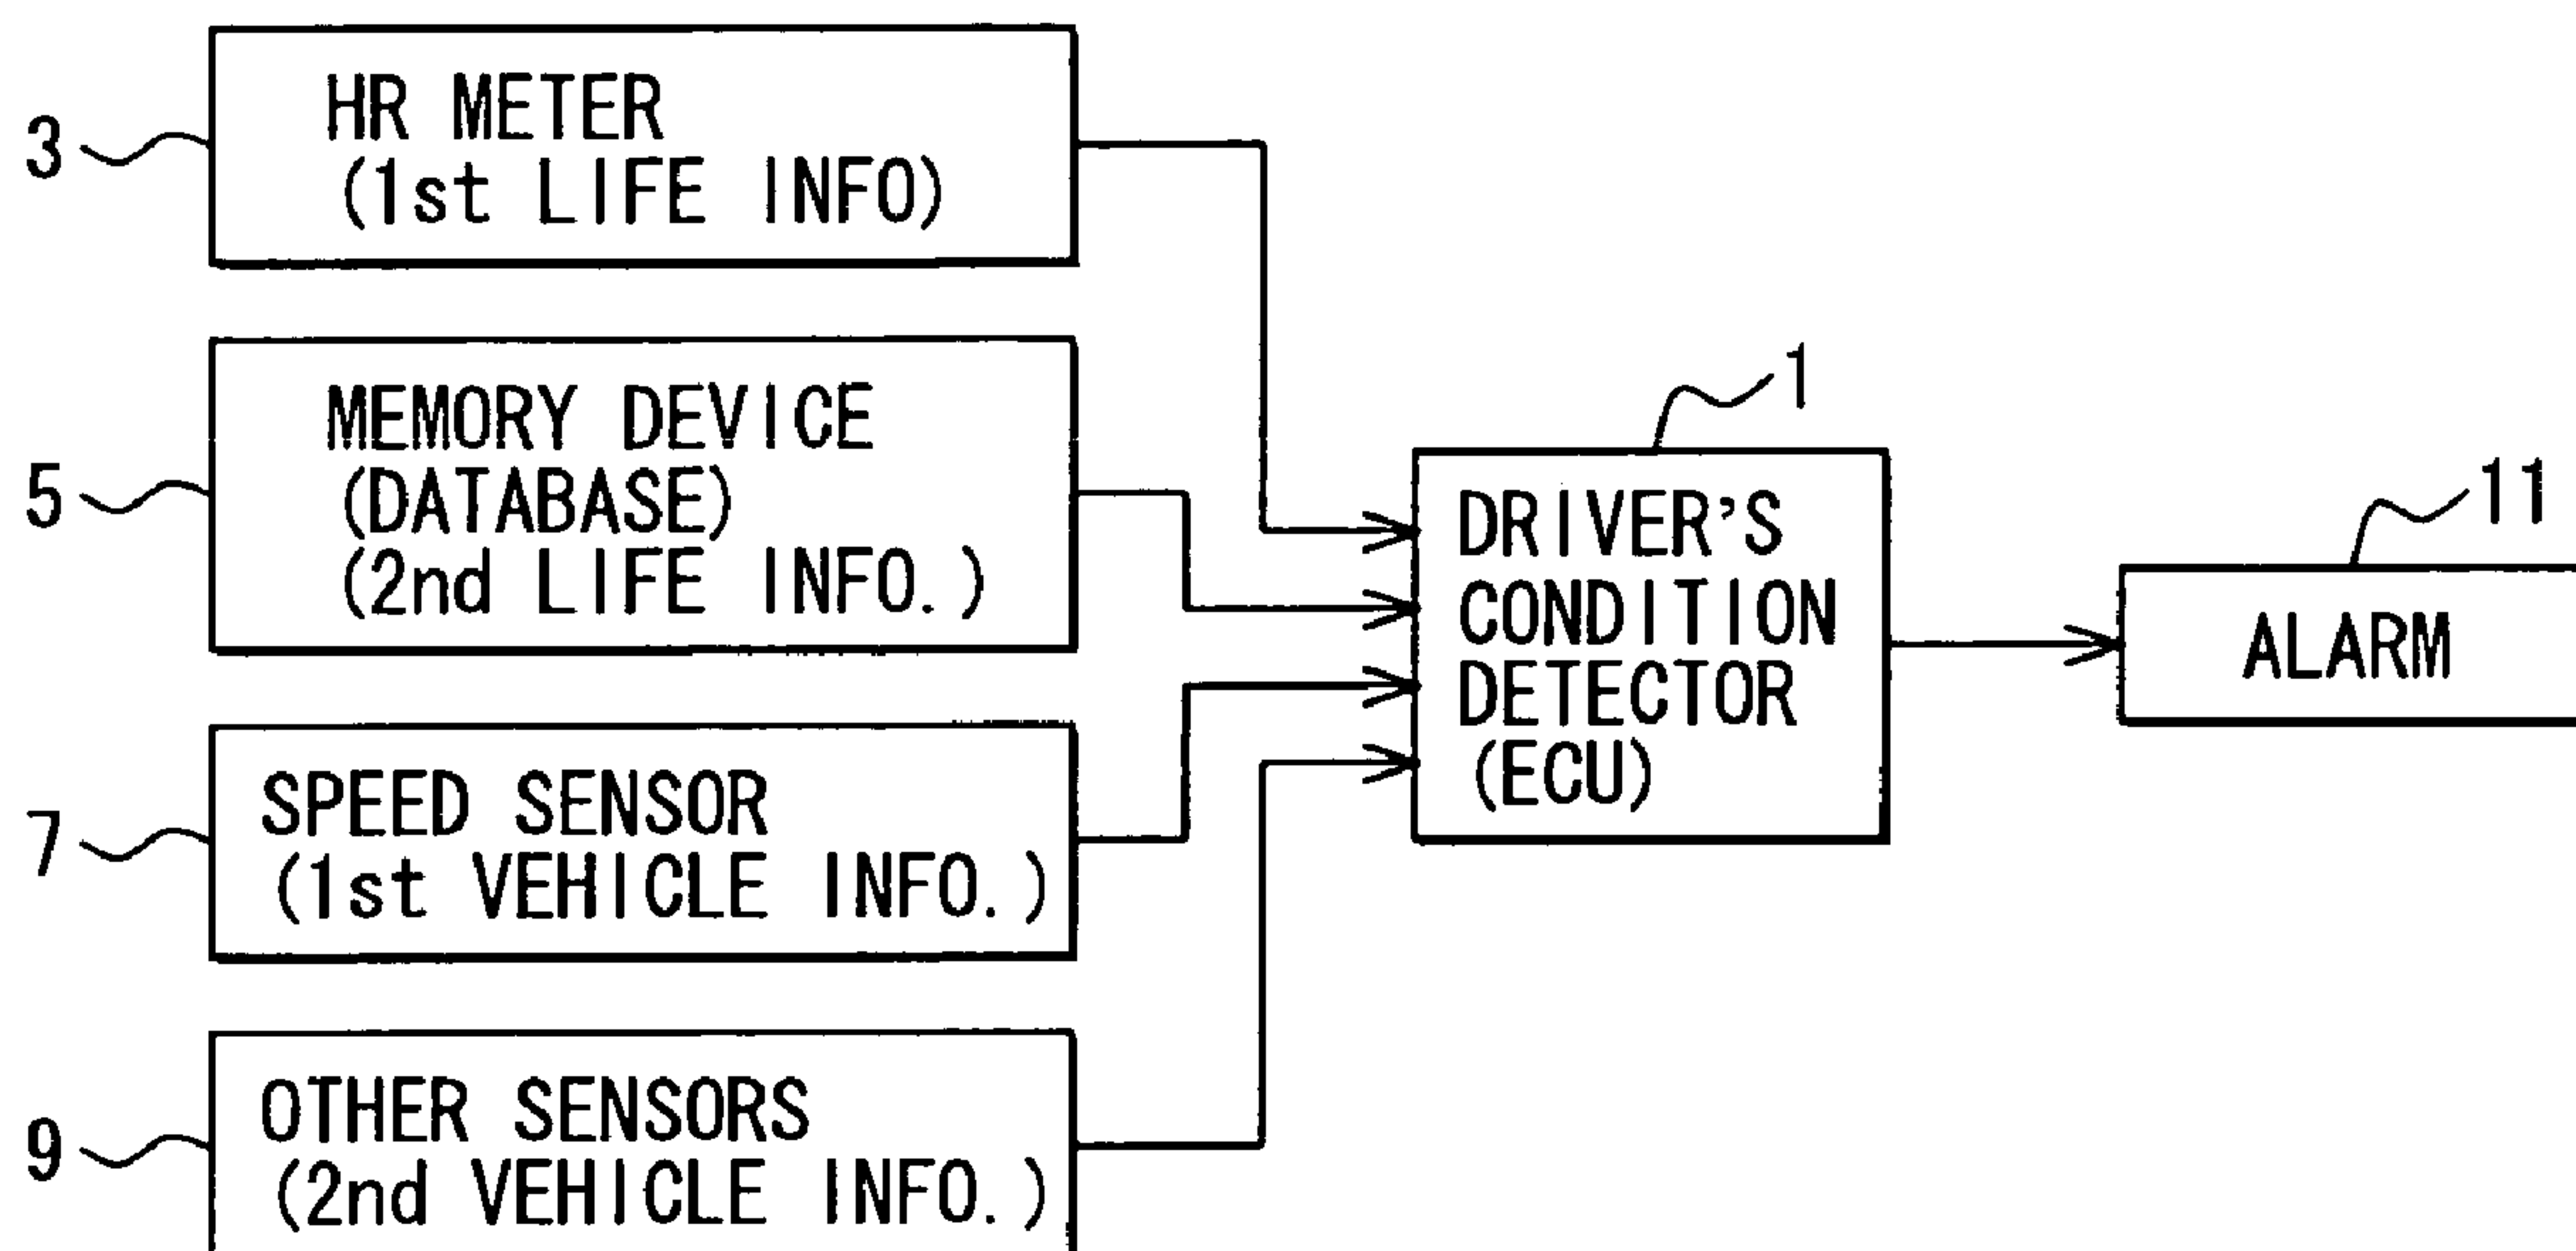 3
HR METER
(1st LIFE INFO)
5
MEMORY DEVICE
(DATABASE)
(2nd LIFE INFO.)
7
SPEED SENSOR
(1st VEHICLE INFO.)
9
OTHER SENSORS
(2nd VEHICLE INFO.)
1
DRIVER'S
CONDITION
DETECTOR
(ECU)
11
ALARM